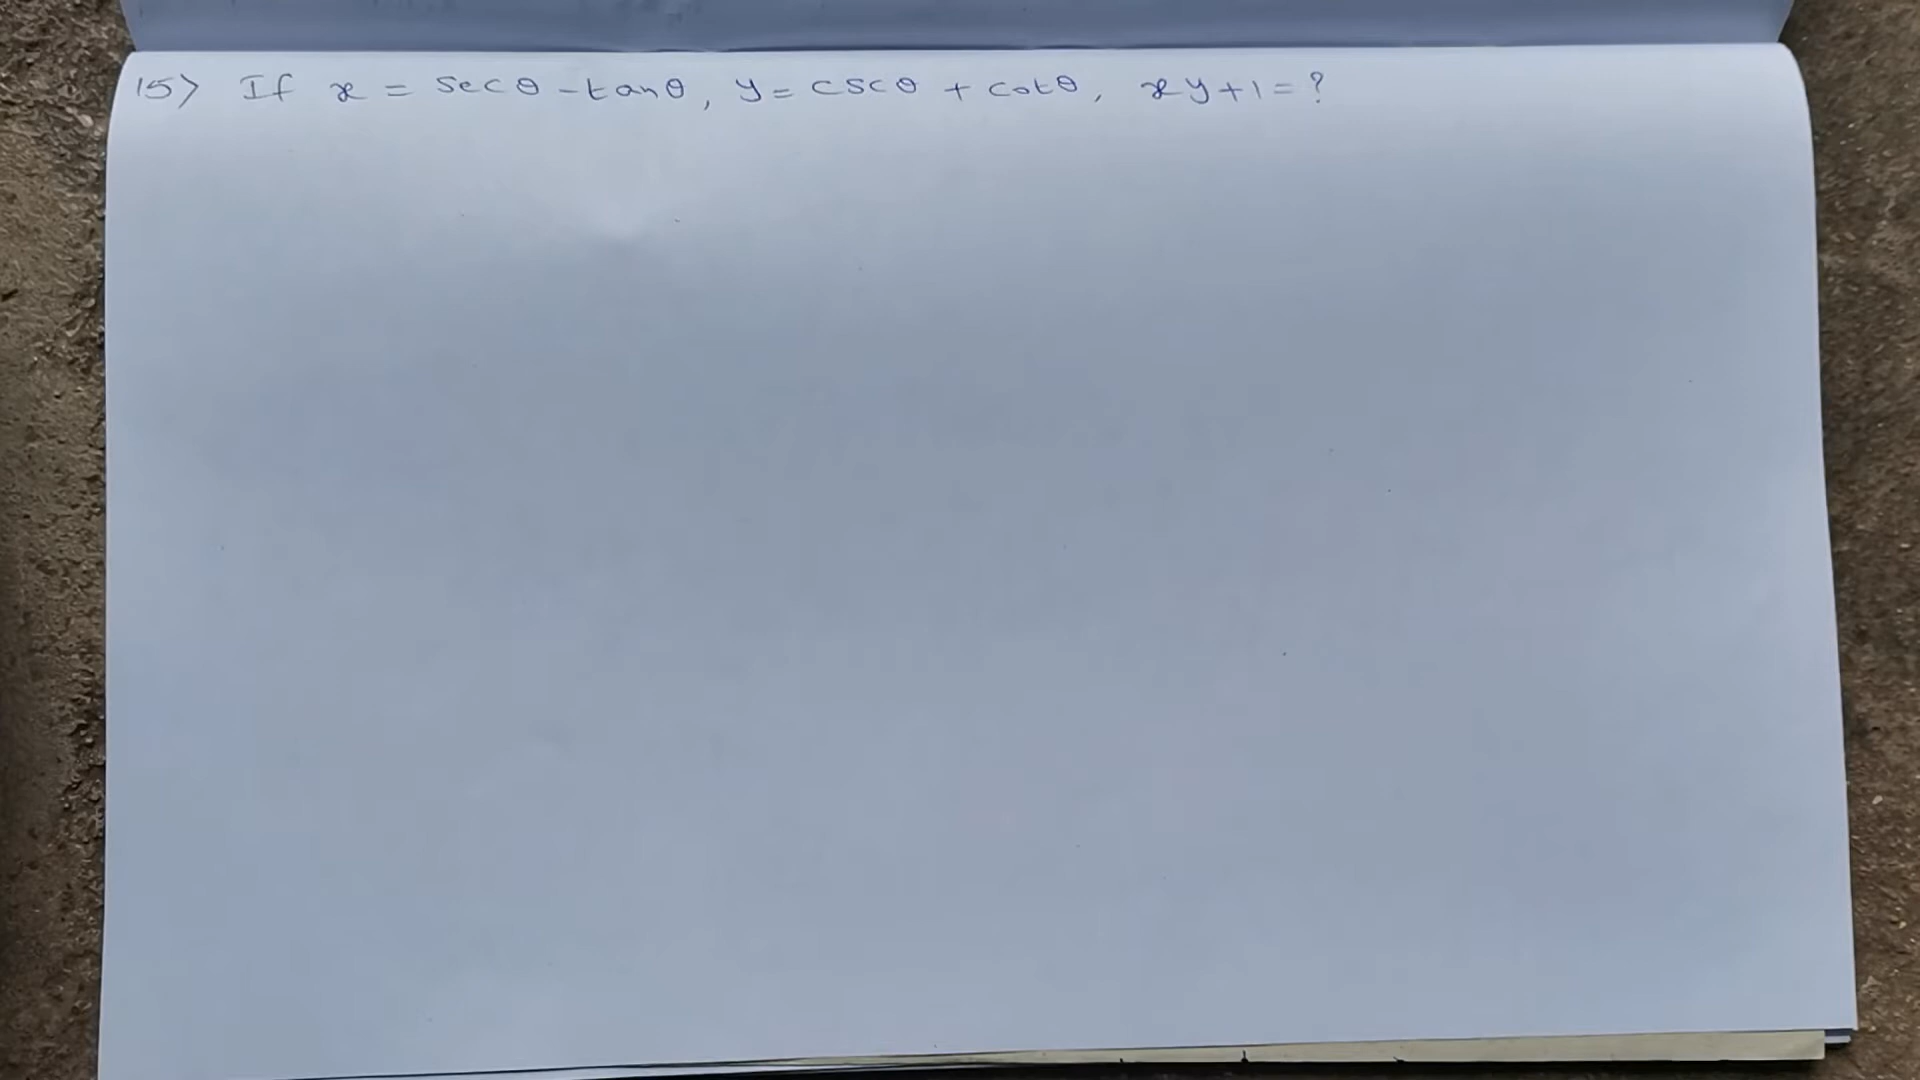 15) If x = secθ - tanθ, y = cscθ + cotθ, xy + 1 = ?